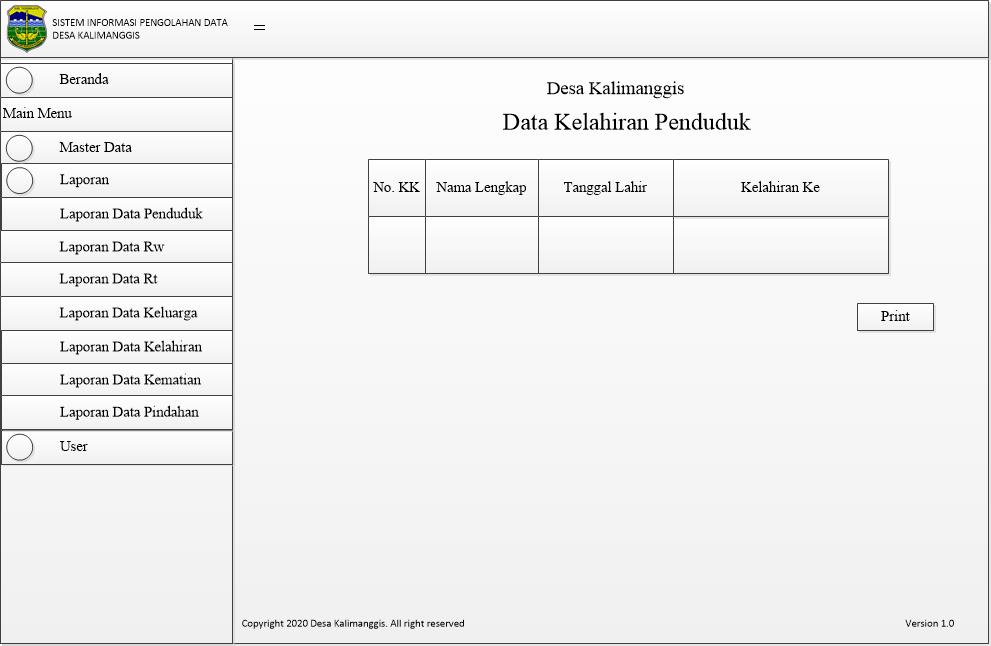 SISTEM INFORMASI PENGOLAHAN DATA
DESA KALIMANGGIS
Beranda
Main Menu
Master Data
Laporan
Laporan Data Penduduk
Laporan Data Rw
Laporan Data Rt
Laporan Data Keluarga
Laporan Data Kelahiran
Laporan Data Kematian
Laporan Data Pindahan
User
Desa Kalimanggis
Data Kelahiran Penduduk
No. KK Nama Lengkap Tanggal Lahir Kelahiran Ke
Print
Copyright 2020 Desa Kalimanggis. All right reserved Version 1.0